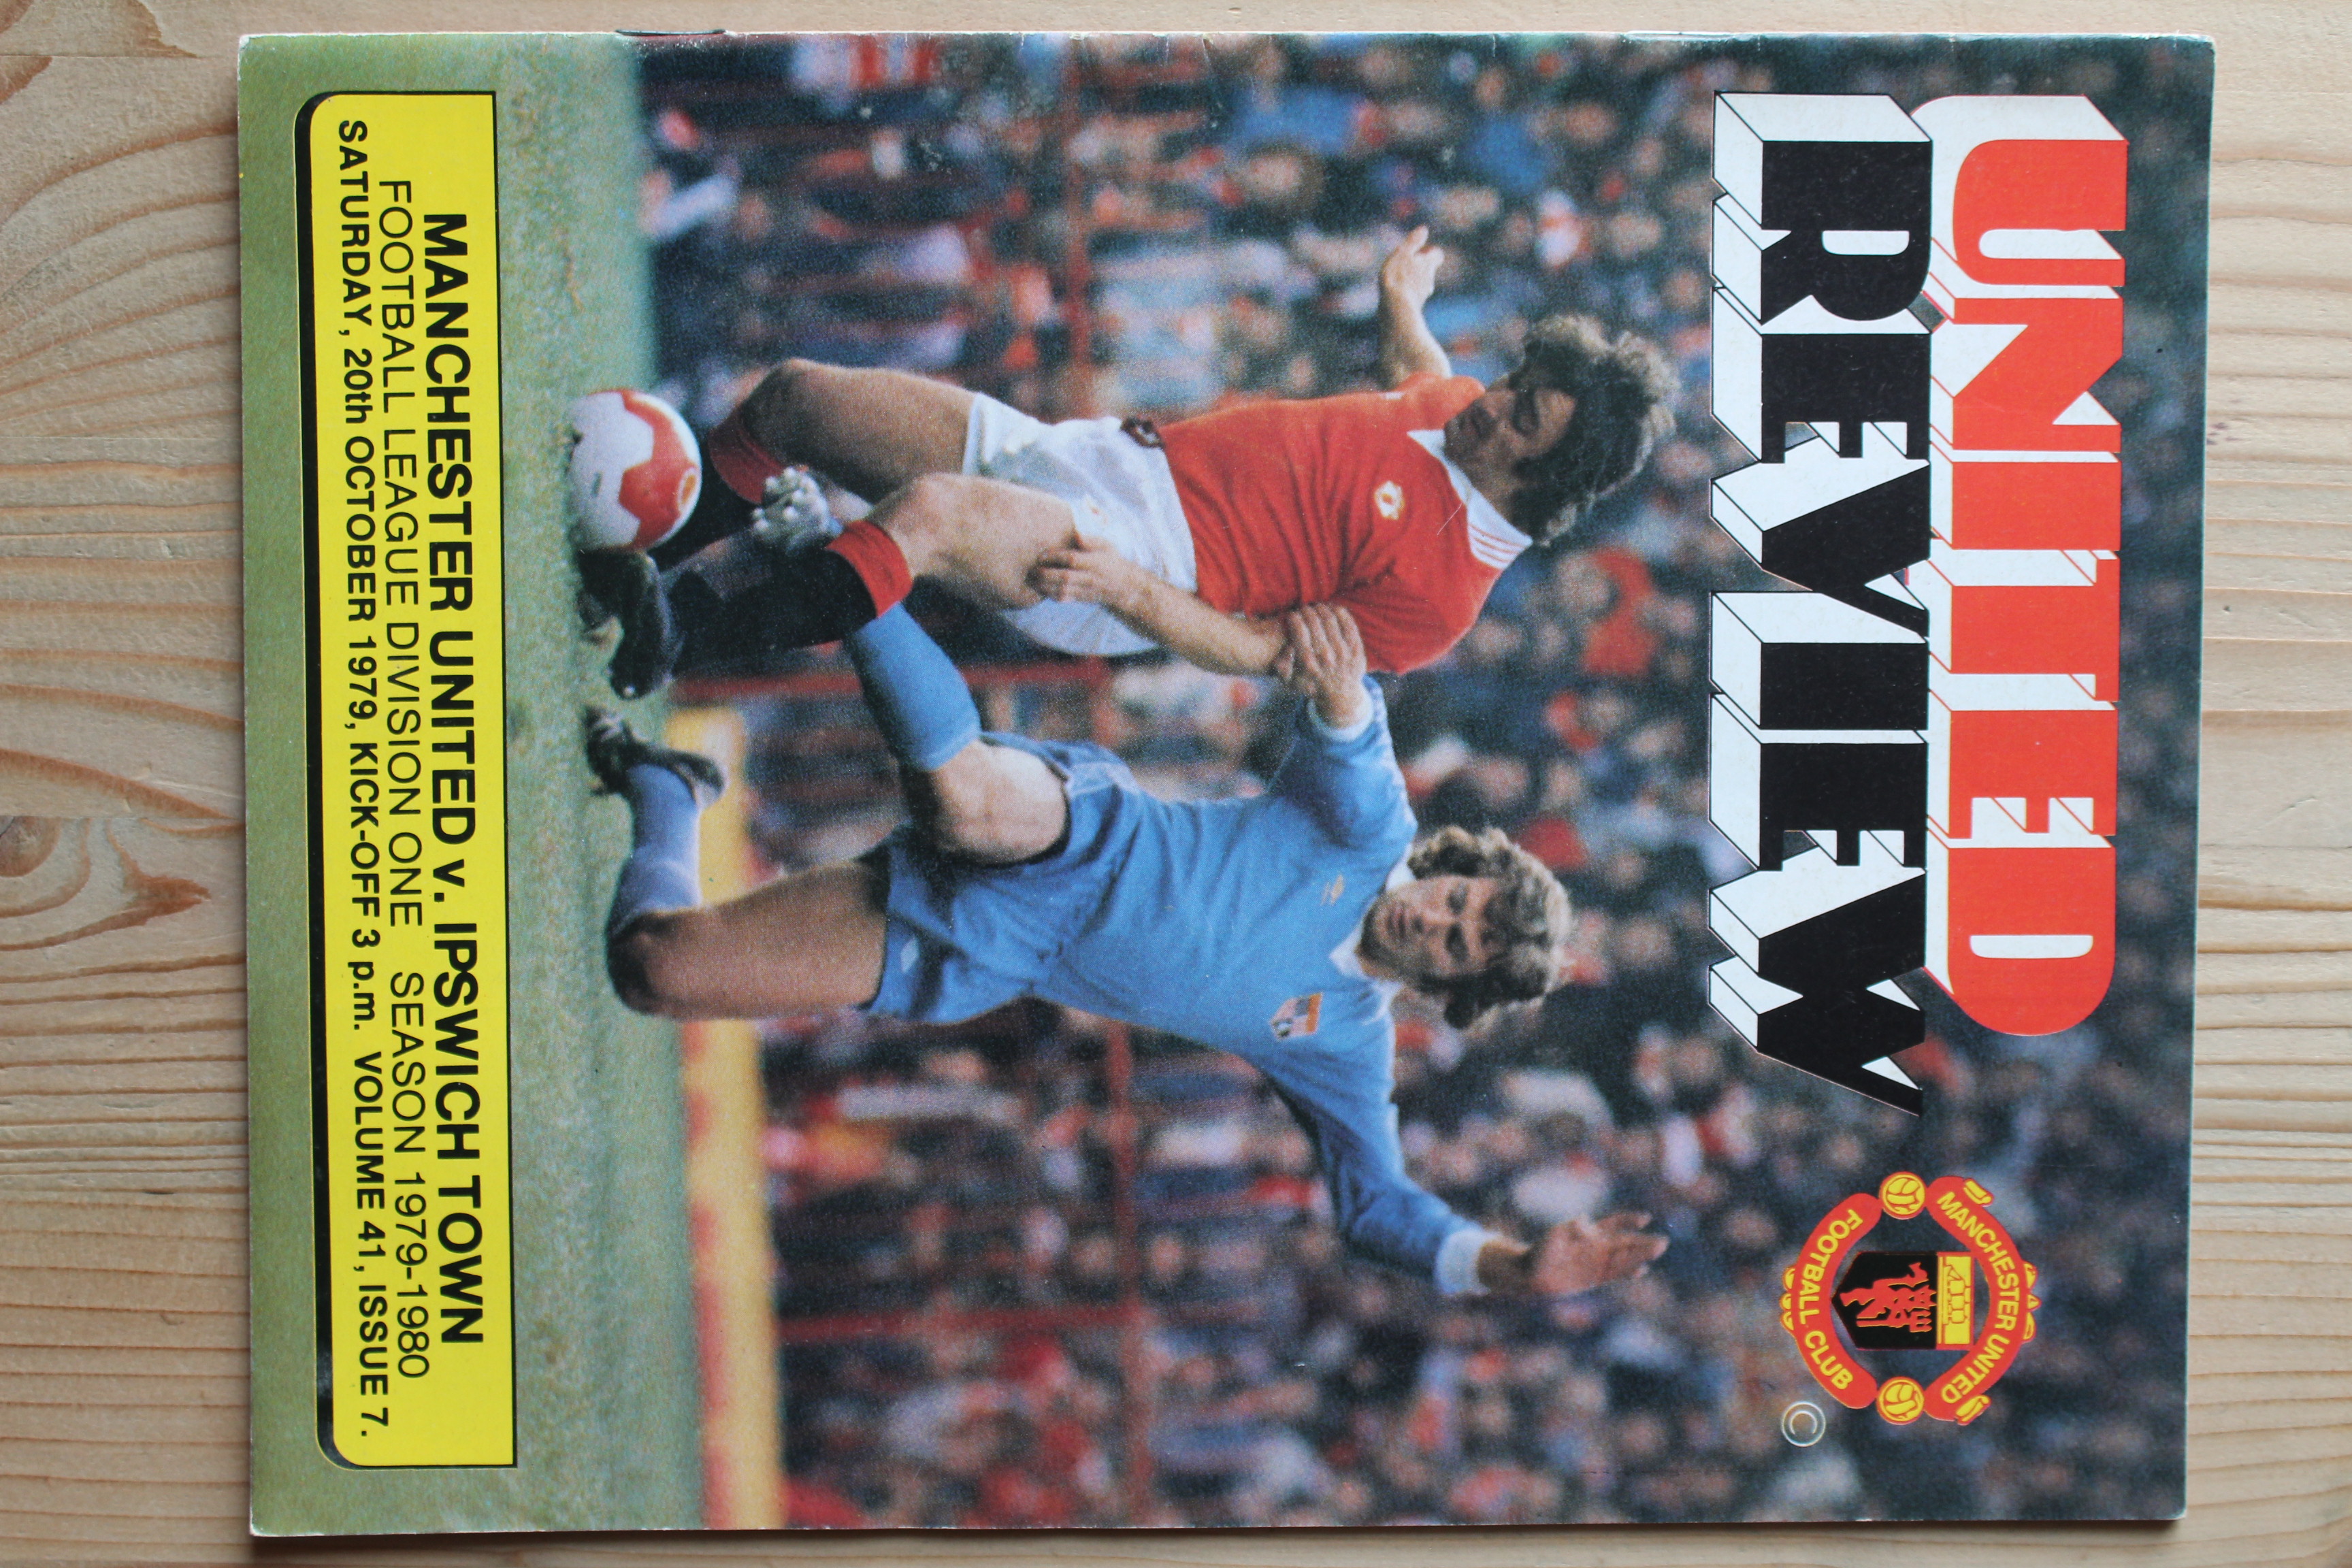 UNITED
REVIEW
MANCHESTER UNITED
FOOTBALL CLUB
©
MANCHESTER UNITED v. IPSWICH TOWN
FOOTBALL LEAGUE DIVISION ONE SEASON 1979-1980
SATURDAY, 20th OCTOBER 1979, KICK-OFF 3 p.m. VOLUME 41, ISSUE 7.